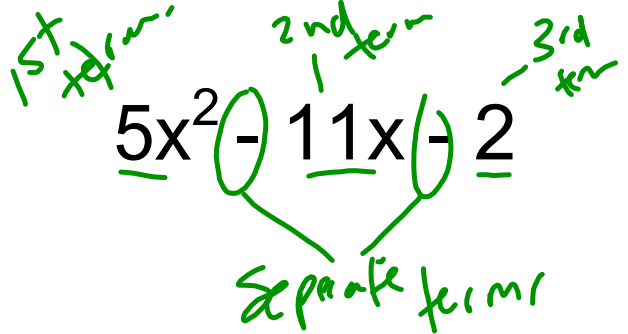 1st term
2nd term
3rd term
5x² - 11x - 2
Separate terms